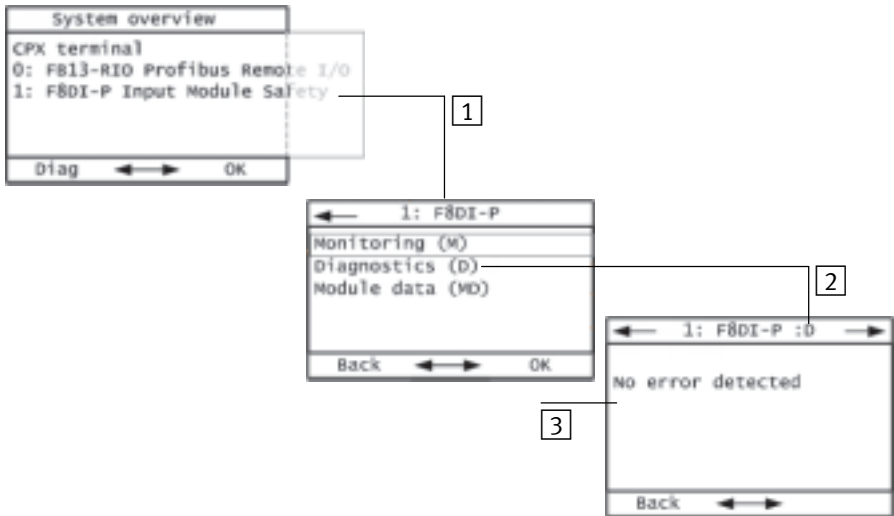 System overview
CPX terminal
0: FB13-RIO Profibus Remote I/O
1: F8DI-P Input Module Safety
Diag OK
1
1: F8DI-P
Monitoring (M)
Diagnostics (D)
Module data (MD)
Back OK
2
1: F8DI-P :D
No error detected
Back
3